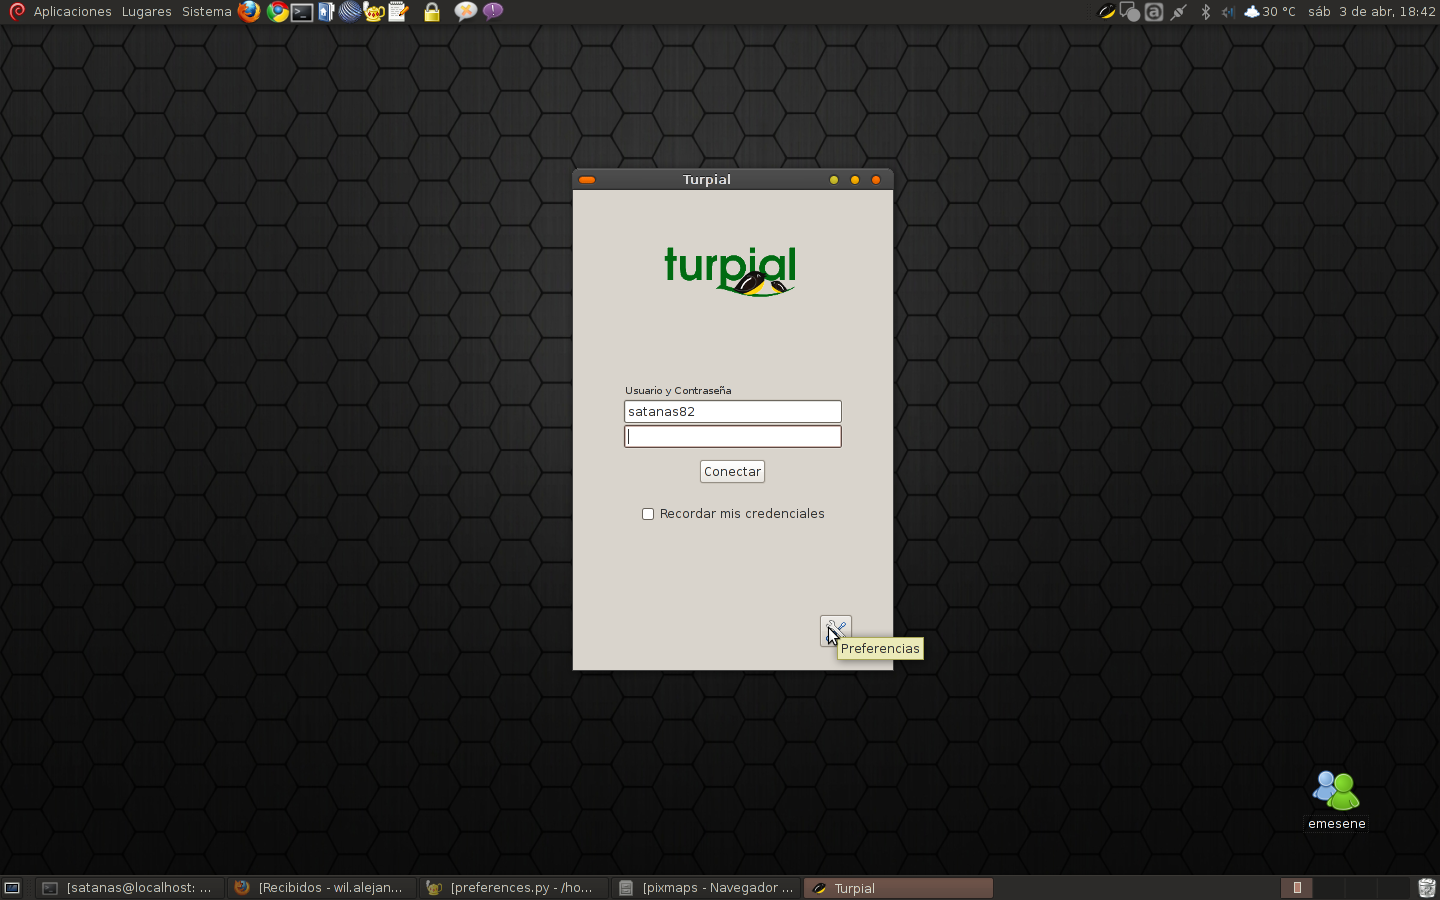 Aplicaciones Lugares Sistema 30 °C sáb 3 de abr, 18:42
Turpial
turpial
Usuario y Contraseña
satanas82
Conectar
Recordar mis credenciales
Preferencias
emesene
[satanas@localhost: ... [Recibidos - wil.alejan... [preferences.py - /ho... [pixmaps - Navegador ... Turpial